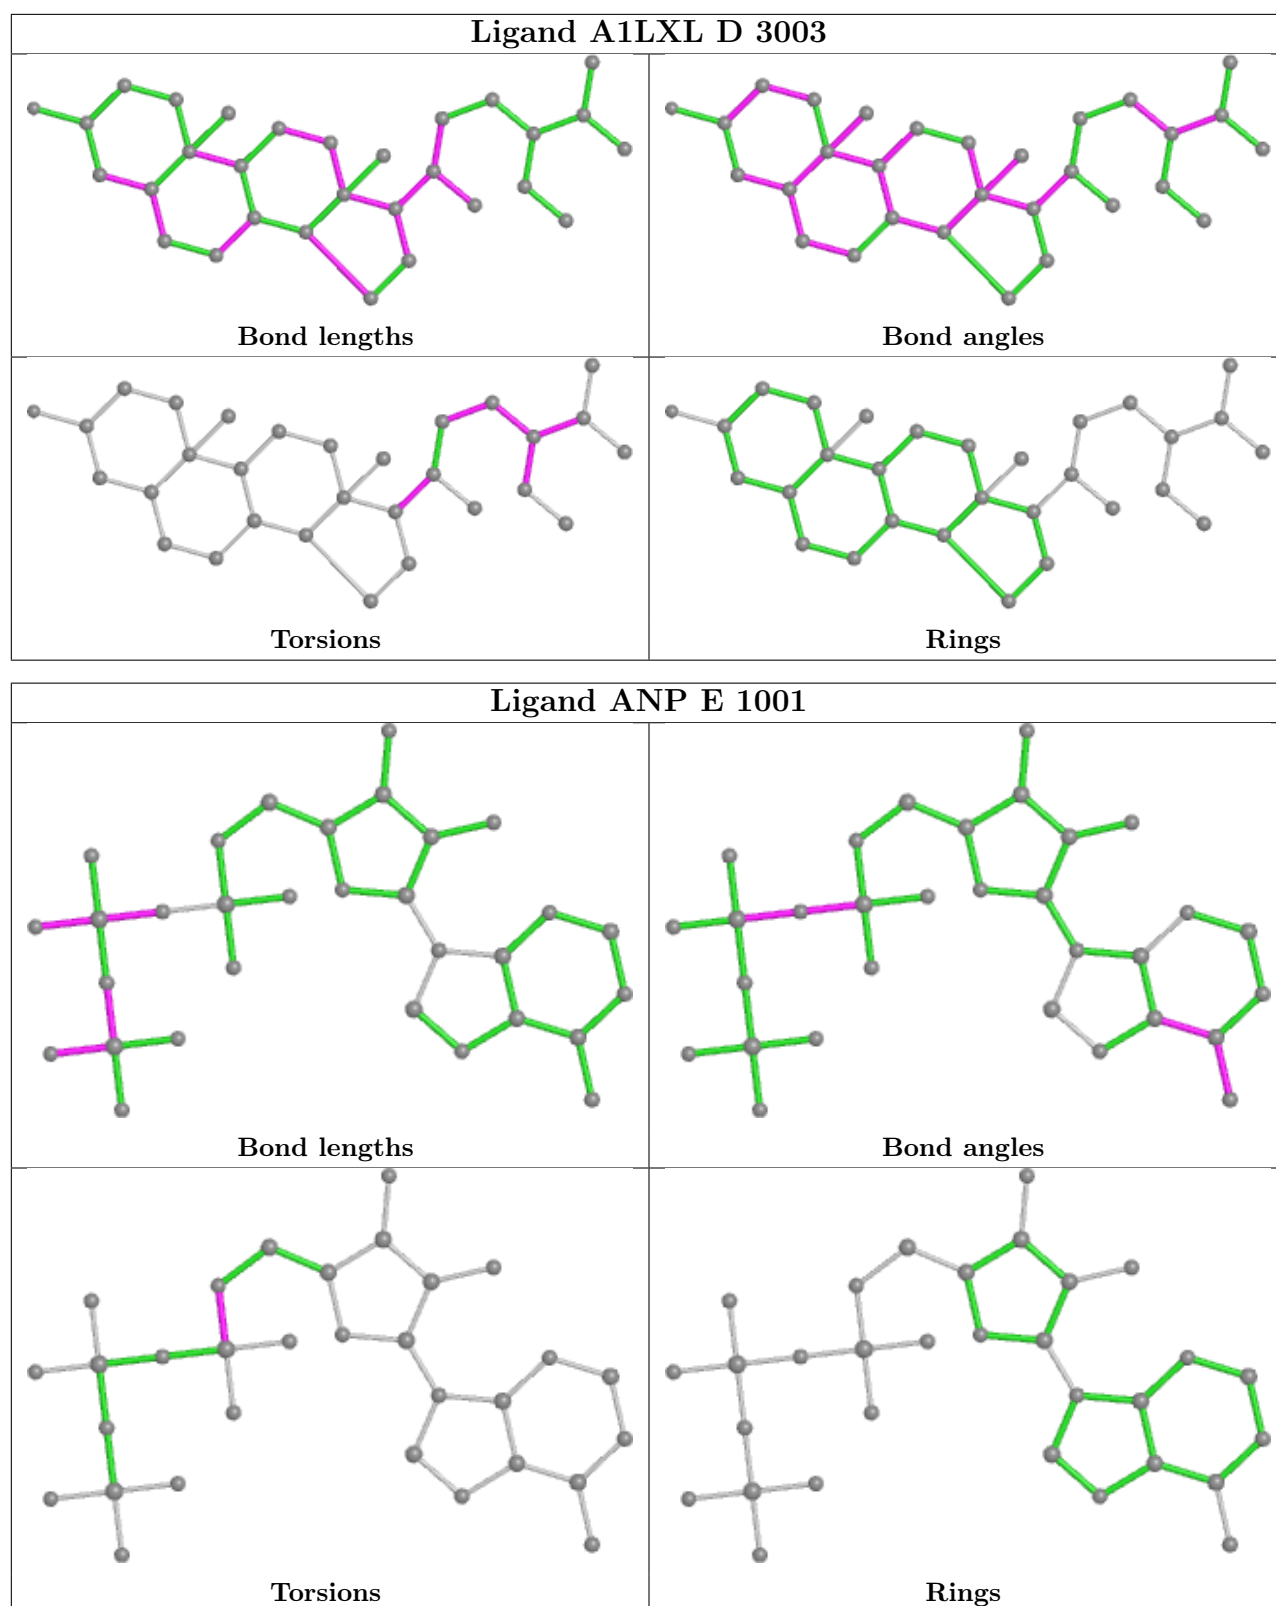 Ligand A1LXL D 3003
Bond lengths
Bond angles
Torsions
Rings
Ligand ANP E 1001
Bond lengths
Bond angles
Torsions
Rings